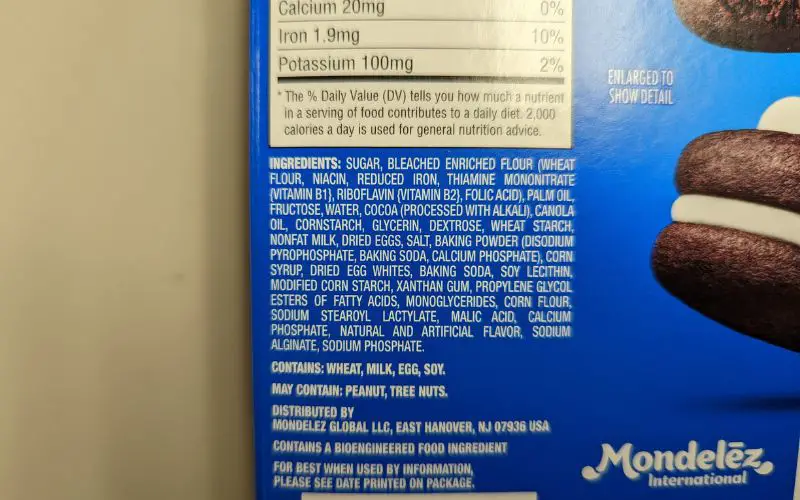 Calcium 20mg 0%
Iron 1.9mg 10%
Potassium 100mg 2%
* The % Daily Value (DV) tells you how much a nutrient
in a serving of food contributes to a daily diet. 2,000
calories a day is used for general nutrition advice.
INGREDIENTS: SUGAR, BLEACHED ENRICHED FLOUR (WHEAT
FLOUR, NIACIN, REDUCED IRON, THIAMINE MONONITRATE
{VITAMIN B1}, RIBOFLAVIN {VITAMIN B2}, FOLIC ACID), PALM OIL,
FRUCTOSE, WATER, COCOA (PROCESSED WITH ALKALI), CANOLA
OIL, CORNSTARCH, GLYCERIN, DEXTROSE, WHEAT STARCH,
NONFAT MILK, DRIED EGGS, SALT, BAKING POWDER (DISODIUM
PYROPHOSPHATE, BAKING SODA, CALCIUM PHOSPHATE), CORN
SYRUP, DRIED EGG WHITES, BAKING SODA, SOY LECITHIN,
MODIFIED CORN STARCH, XANTHAN GUM, PROPYLENE GLYCOL
ESTERS OF FATTY ACIDS, MONOGLYCERIDES, CORN FLOUR,
SODIUM STEAROYL LACTYLATE, MALIC ACID, CALCIUM
PHOSPHATE, NATURAL AND ARTIFICIAL FLAVOR, SODIUM
ALGINATE, SODIUM PHOSPHATE.
CONTAINS: WHEAT, MILK, EGG, SOY.
MAY CONTAIN: PEANUT, TREE NUTS.
DISTRIBUTED BY
MONDELEZ GLOBAL LLC, EAST HANOVER, NJ 07936 USA
CONTAINS A BIOENGINEERED FOOD INGREDIENT
FOR BEST WHEN USED BY INFORMATION,
PLEASE SEE DATE PRINTED ON PACKAGE.
ENLARGED TO
SHOW DETAIL
Mondelēz
International